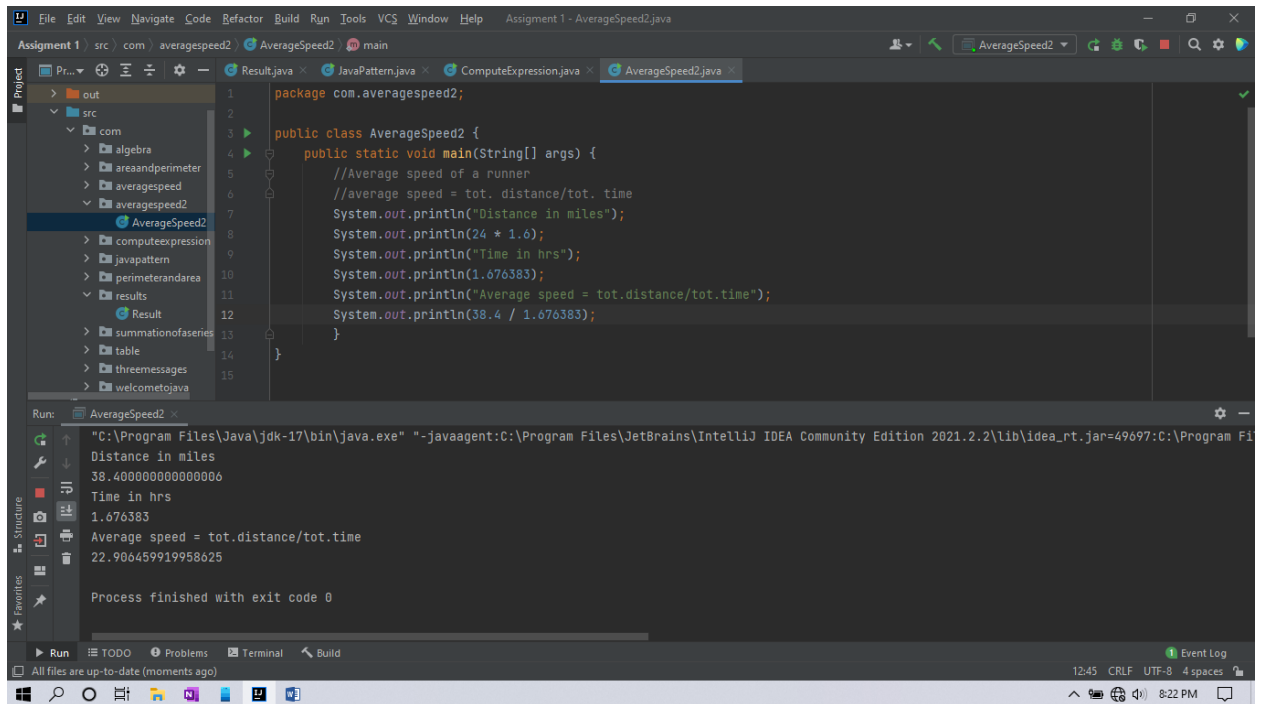 File Edit View Navigate Code Refactor Build Run Tools VCS Window Help Assigment 1 - AverageSpeed2.java
Assigment 1 src com averagespeed2 AverageSpeed2 main AverageSpeed2
Project
Pr... Result.java JavaPattern.java ComputeExpression.java AverageSpeed2.java
out
src
com
algebra
areaandperimeter
averagespeed
averagespeed2
AverageSpeed2
computeexpression
javapattern
perimeterandarea
results
Result
summationofaseries
table
threemessages
welcometojava
1 package com.averagespeed2;
2
3 public class AverageSpeed2 {
4 public static void main(String[] args) {
5 //Average speed of a runner
6 //average speed = tot. distance/tot. time
7 System.out.println("Distance in miles");
8 System.out.println(24 * 1.6);
9 System.out.println("Time in hrs");
10 System.out.println(1.676383);
11 System.out.println("Average speed = tot.distance/tot.time");
12 System.out.println(38.4 / 1.676383);
13 }
14 }
15
Run: AverageSpeed2
"C:\Program Files\Java\jdk-17\bin\java.exe" "-javaagent:C:\Program Files\JetBrains\IntelliJ IDEA Community Edition 2021.2.2\lib\idea_rt.jar=49697:C:\Program Fi
Distance in miles
38.400000000000006
Time in hrs
1.676383
Average speed = tot.distance/tot.time
22.906459919958625
Process finished with exit code 0
Structure
Favorites
Run TODO Problems Terminal Build 1 Event Log
All files are up-to-date (moments ago) 12:45 CRLF UTF-8 4 spaces
8:22 PM